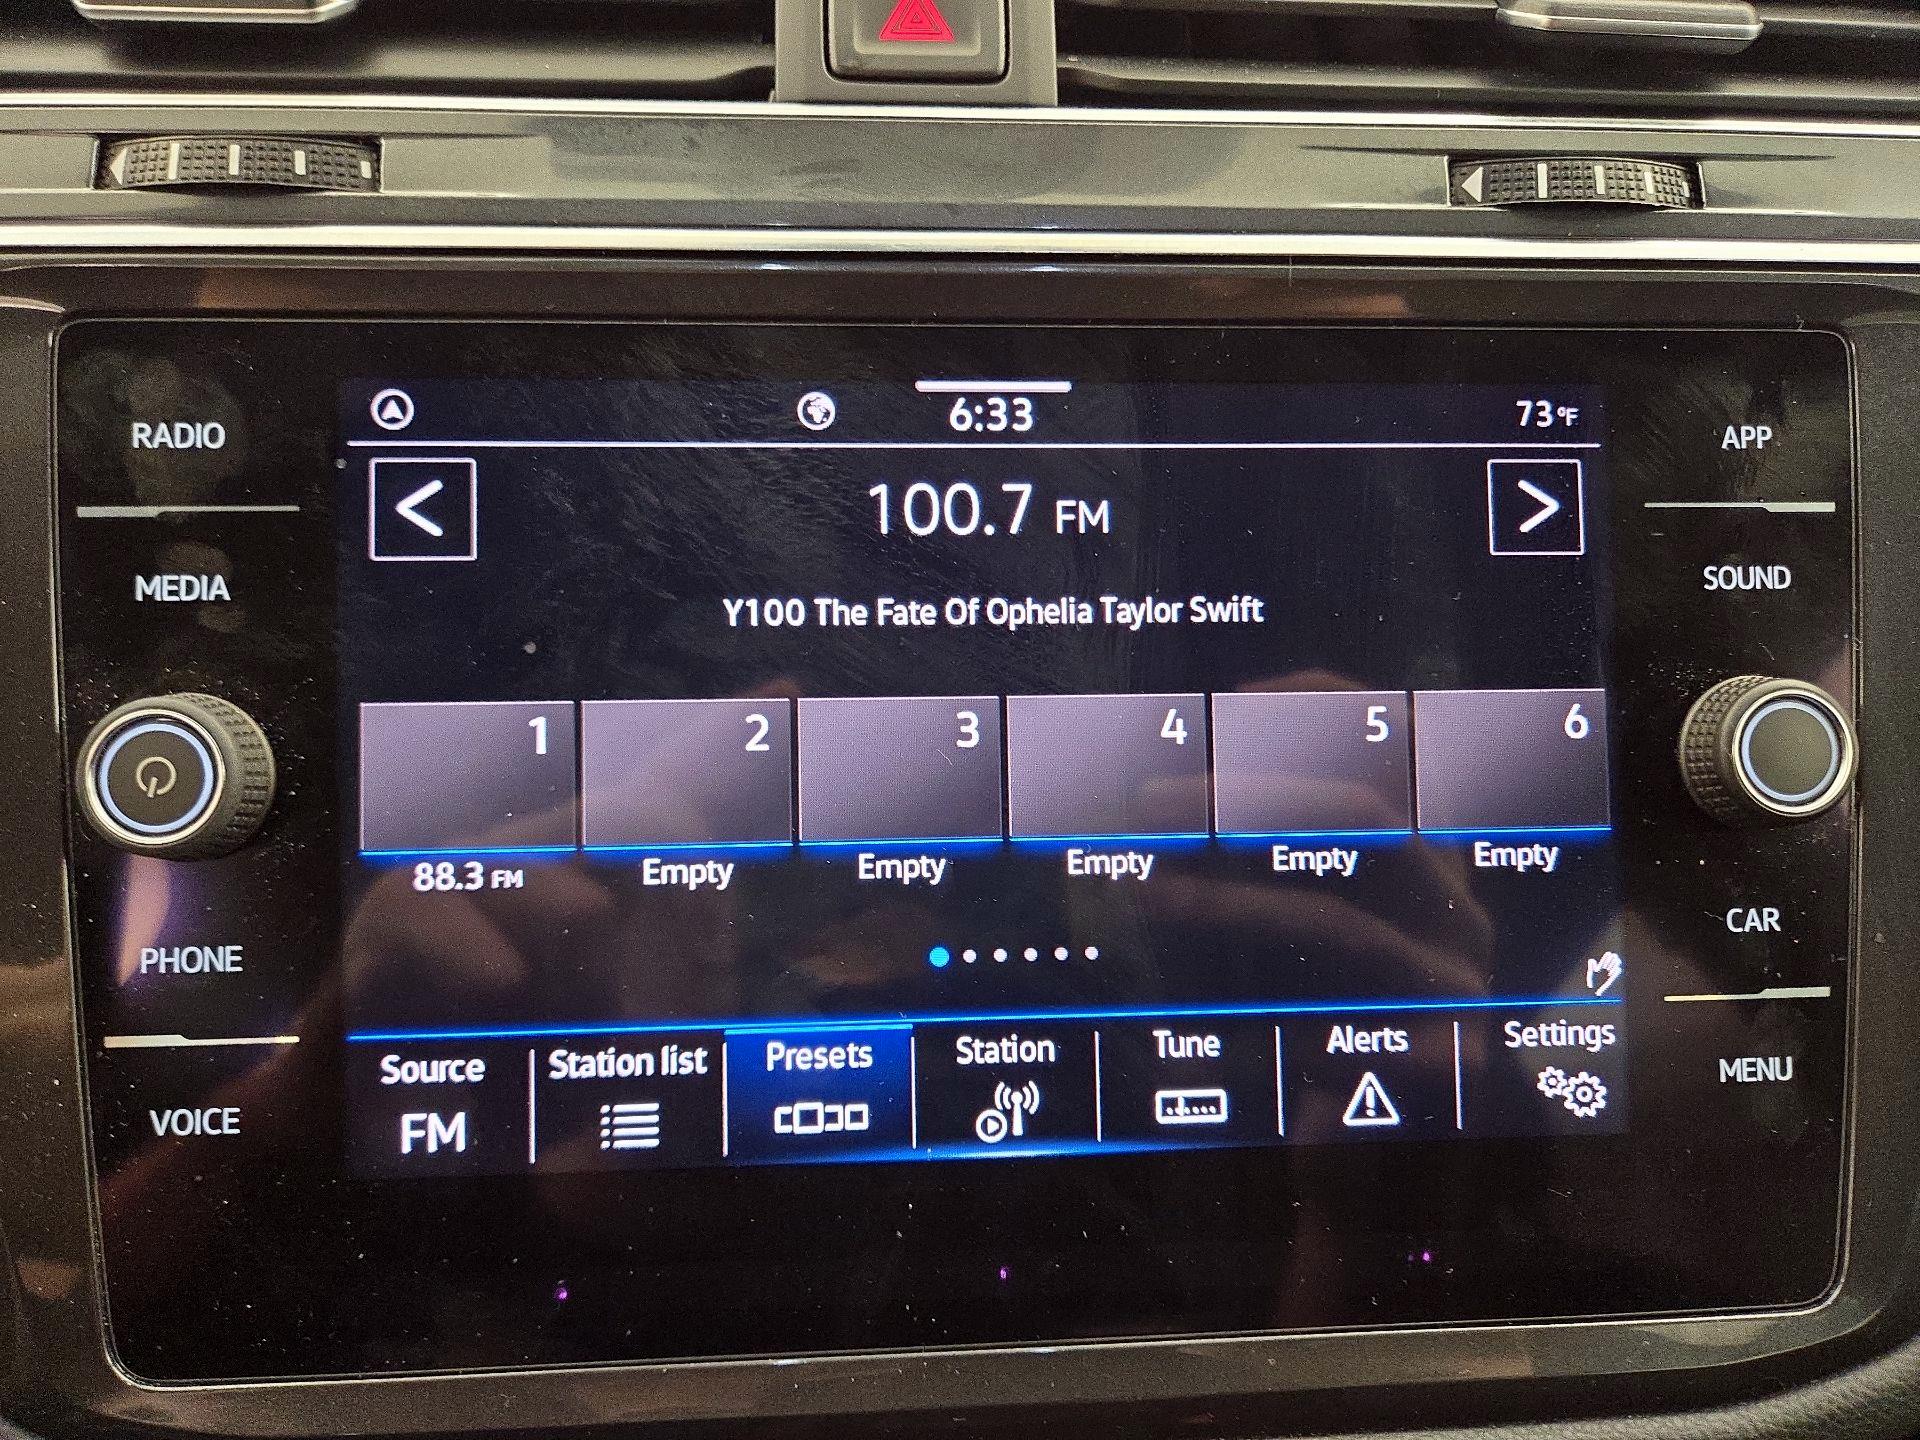 6:33
73°F
RADIO
APP
100.7 FM
MEDIA
SOUND
Y100 The Fate Of Ophelia Taylor Swift
1 2 3 4 5 6
88.3 FM Empty Empty Empty Empty Empty
PHONE
CAR
Source Station list Presets Station Tune Alerts Settings
FM
VOICE
MENU